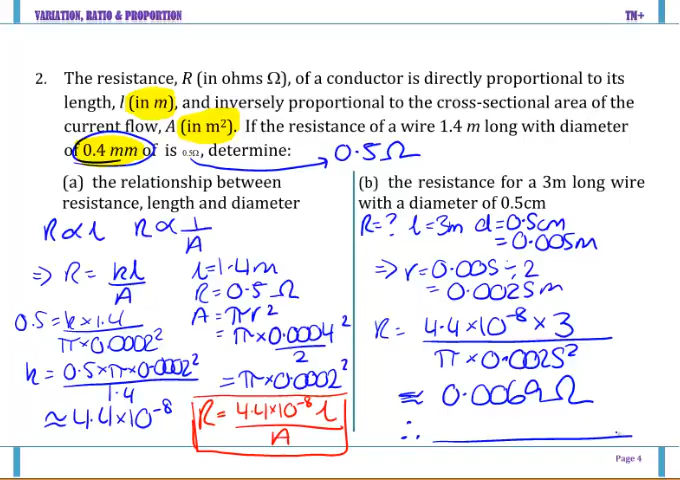 VARIATION, RATIO & PROPORTION TM+
2. The resistance, R (in ohms Ω), of a conductor is directly proportional to its
length, l (in m), and inversely proportional to the cross-sectional area of the
current flow, A (in m²). If the resistance of a wire 1.4 m long with diameter
of 0.4 mm of is 0.5Ω, determine:
0.5Ω
(a) the relationship between
resistance, length and diameter
R ∝ l R ∝ 1/A
⇒ R = kl/A
l=1.4m
R=0.5Ω
A=πr²
= π×0.0004²/2
= π×0.0002²
0.5 = k×1.4/π×0.0002²
k = 0.5×π×0.0002²/1.4
≈ 4.4×10⁻⁸
R = 4.4×10⁻⁸ l/A
(b) the resistance for a 3m long wire
with a diameter of 0.5cm
R=? l=3m d=0.5cm
= 0.005m
⇒ r=0.005÷2
= 0.0025m
R = 4.4×10⁻⁸ × 3/π×0.0025²
≈ 0.0069Ω
∴
Page 4